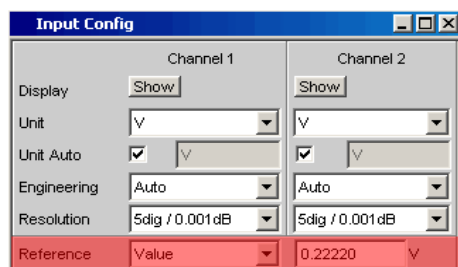 Input Config
Channel 1 Channel 2
Display Show Show
Unit V V
Unit Auto V V
Engineering Auto Auto
Resolution 5dig / 0.001dB 5dig / 0.001dB
Reference Value 0.22220 V